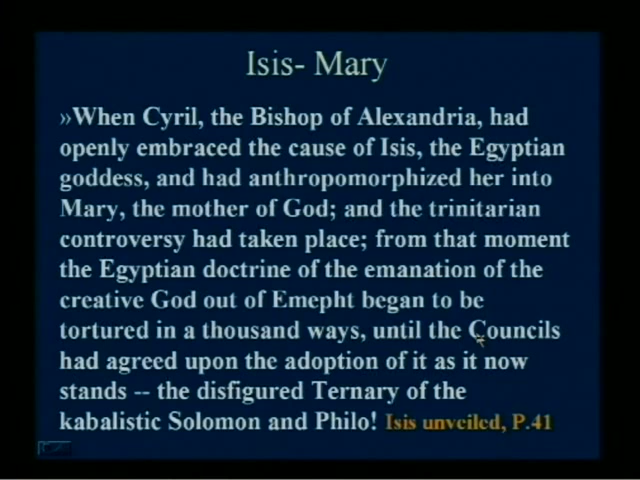 Isis- Mary
»When Cyril, the Bishop of Alexandria, had
openly embraced the cause of Isis, the Egyptian
goddess, and had anthropomorphized her into
Mary, the mother of God; and the trinitarian
controversy had taken place; from that moment
the Egyptian doctrine of the emanation of the
creative God out of Emepht began to be
tortured in a thousand ways, until the Councils
had agreed upon the adoption of it as it now
stands -- the disfigured Ternary of the
kabalistic Solomon and Philo! Isis unveiled, P.41